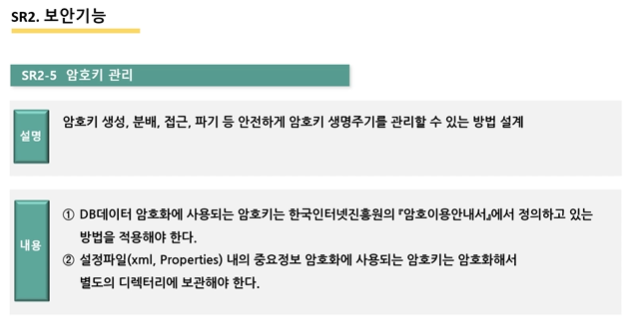 SR2. 보안기능
SR2-5 암호키 관리
설명
암호키 생성, 분배, 접근, 파기 등 안전하게 암호키 생명주기를 관리할 수 있는 방법 설계
내용
① DB데이터 암호화에 사용되는 암호키는 한국인터넷진흥원의 『암호이용안내서』에서 정의하고 있는
방법을 적용해야 한다.
② 설정파일(xml, Properties) 내의 중요정보 암호화에 사용되는 암호키는 암호화해서
별도의 디렉터리에 보관해야 한다.